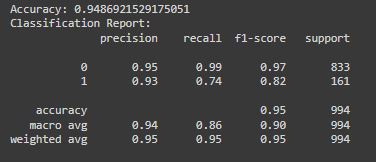 Accuracy: 0.9486921529175051
Classification Report:
precision recall f1-score support
0 0.95 0.99 0.97 833
1 0.93 0.74 0.82 161
accuracy 0.95 994
macro avg 0.94 0.86 0.90 994
weighted avg 0.95 0.95 0.95 994